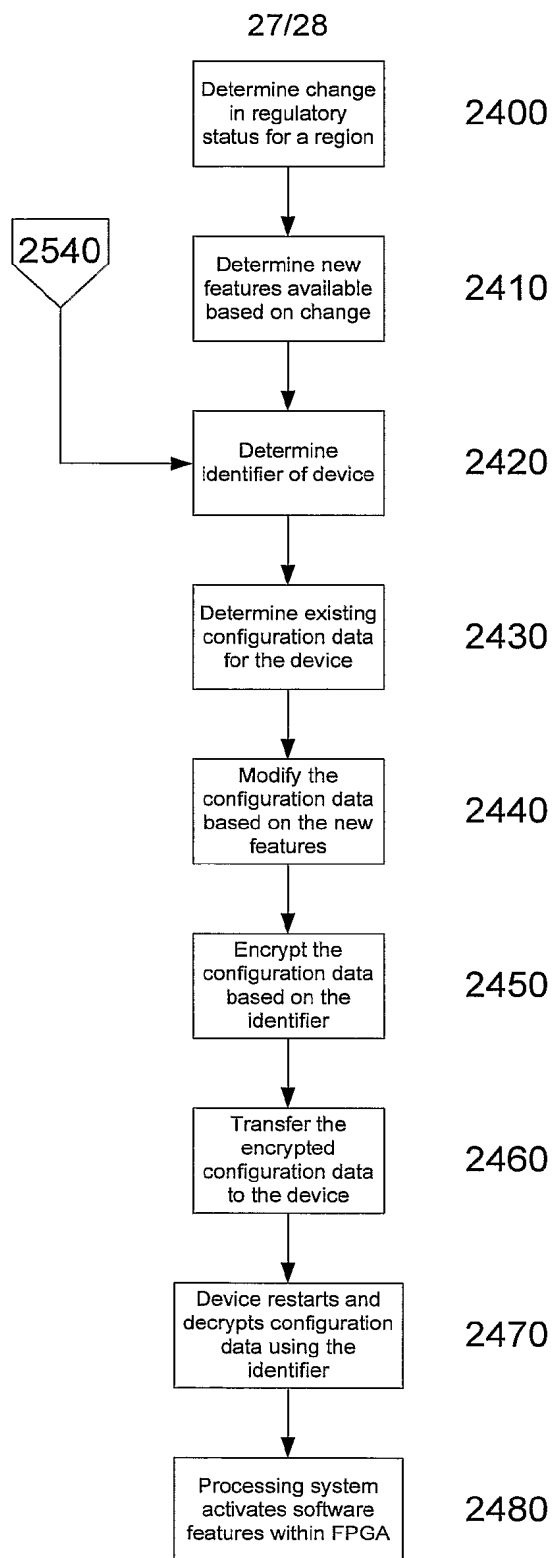 27/28
Determine change
in regulatory
status for a region
2400
2540
Determine new
features available
based on change
2410
Determine
identifier of device
2420
Determine existing
configuration data
for the device
2430
Modify the
configuration data
based on the new
features
2440
Encrypt the
configuration data
based on the
identifier
2450
Transfer the
encrypted
configuration data
to the device
2460
Device restarts and
decrypts configuration
data using the
identifier
2470
Processing system
activates software
features within FPGA
2480